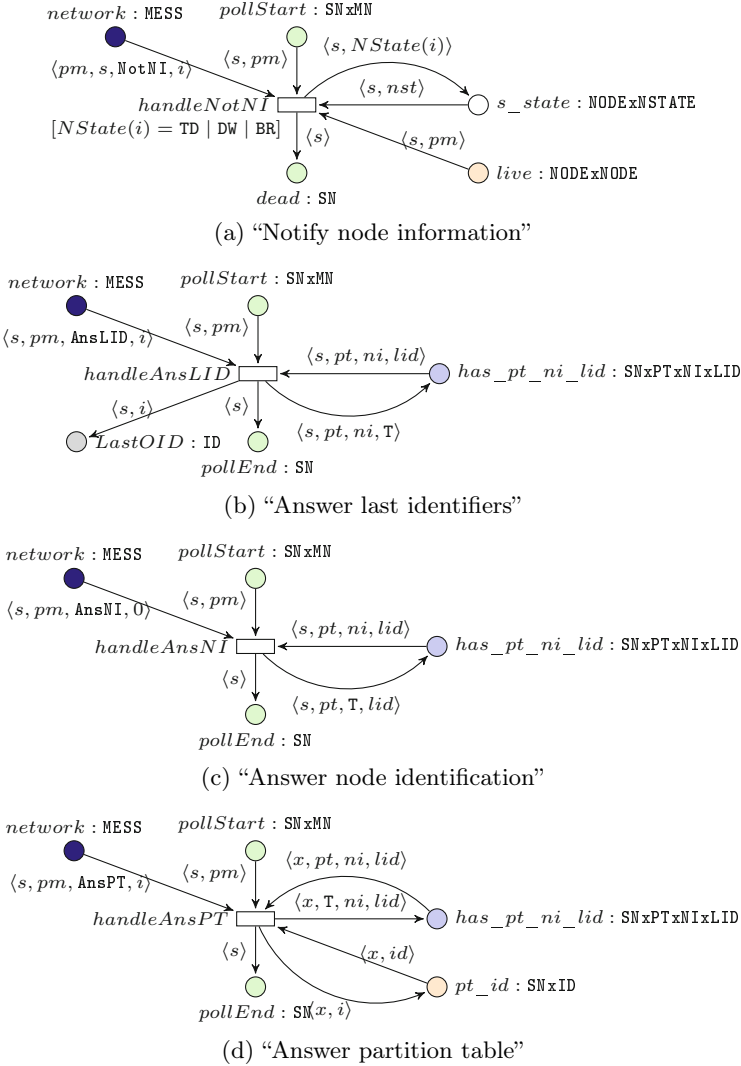 network : MESS
pollStart : SNxMN
⟨s, pm⟩
⟨s, NState(i)⟩
⟨pm, s, NotNI, i⟩
⟨s, nst⟩
handleNotNI
s_state : NODExNSTATE
[NState(i) = TD | DW | BR]
⟨s⟩
⟨s, pm⟩
live : NODExNODE
dead : SN
(a) “Notify node information”
network : MESS
pollStart : SNxMN
⟨s, pm, AnsLID, i⟩
⟨s, pm⟩
⟨s, pt, ni, lid⟩
handleAnsLID
has_pt_ni_lid : SNxPTxNIxLID
⟨s, i⟩
⟨s⟩
⟨s, pt, ni, T⟩
LastOID : ID
pollEnd : SN
(b) “Answer last identifiers”
network : MESS
pollStart : SNxMN
⟨s, pm, AnsNI, 0⟩
⟨s, pm⟩
⟨s, pt, ni, lid⟩
handleAnsNI
has_pt_ni_lid : SNxPTxNIxLID
⟨s⟩
⟨s, pt, T, lid⟩
pollEnd : SN
(c) “Answer node identification”
network : MESS
pollStart : SNxMN
⟨x, pt, ni, lid⟩
⟨s, pm, AnsPT, i⟩
⟨s, pm⟩
⟨x, T, ni, lid⟩
handleAnsPT
has_pt_ni_lid : SNxPTxNIxLID
⟨s⟩
⟨x, id⟩
pt_id : SNxID
pollEnd : SN
⟨x, i⟩
(d) “Answer partition table”